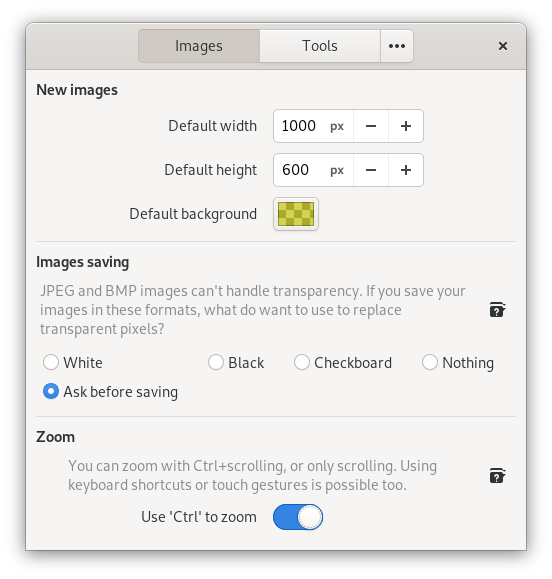 Images Tools •••
New images
Default width 1000 px − +
Default height 600 px − +
Default background
Images saving
JPEG and BMP images can't handle transparency. If you save your
images in these formats, what do want to use to replace
transparent pixels?
White Black Checkboard Nothing
Ask before saving
Zoom
You can zoom with Ctrl+scrolling, or only scrolling. Using
keyboard shortcuts or touch gestures is possible too.
Use 'Ctrl' to zoom